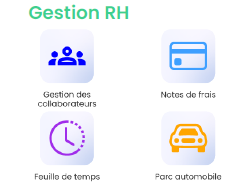 Gestion RH
Gestion des
collaborateurs
Notes de frais
Feuille de temps
Parc automobile